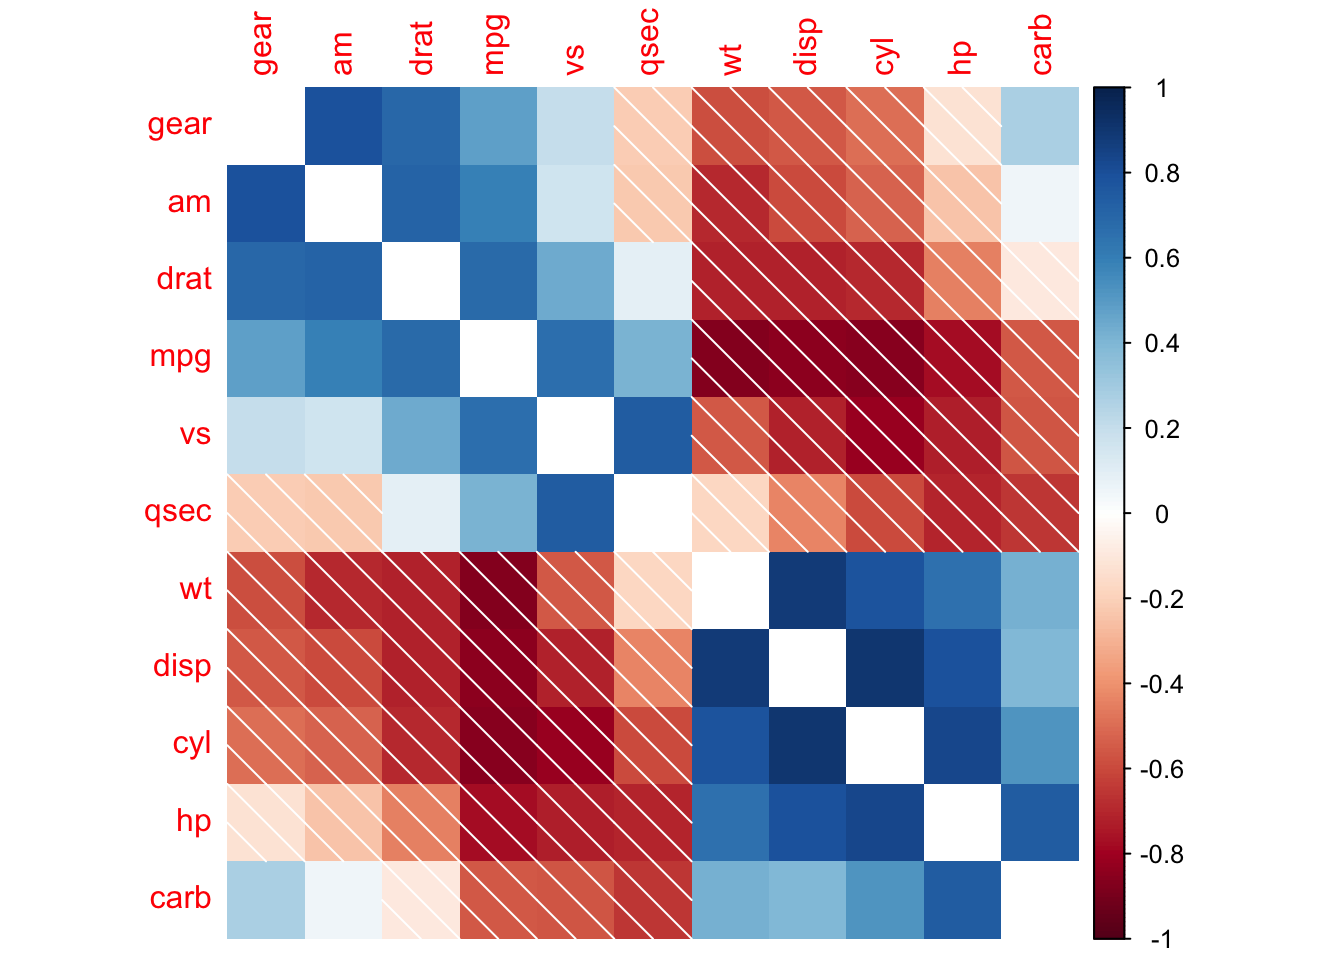 gear am drat mpg vs qsec wt disp cyl hp carb
gear
am
drat
mpg
vs
qsec
wt
disp
cyl
hp
carb
1
0.8
0.6
0.4
0.2
0
-0.2
-0.4
-0.6
-0.8
-1